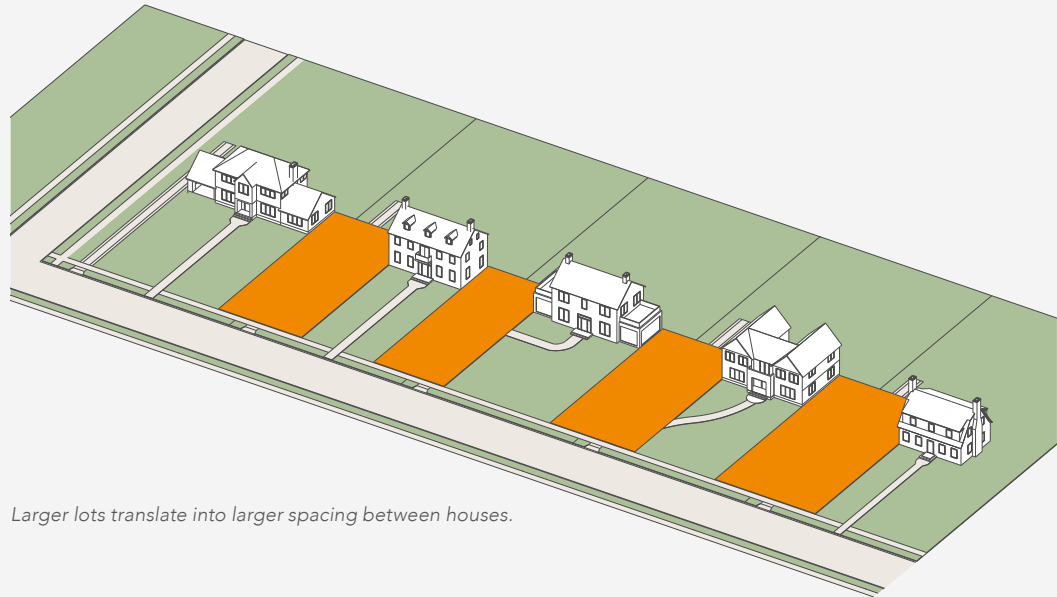 Larger lots translate into larger spacing between houses.